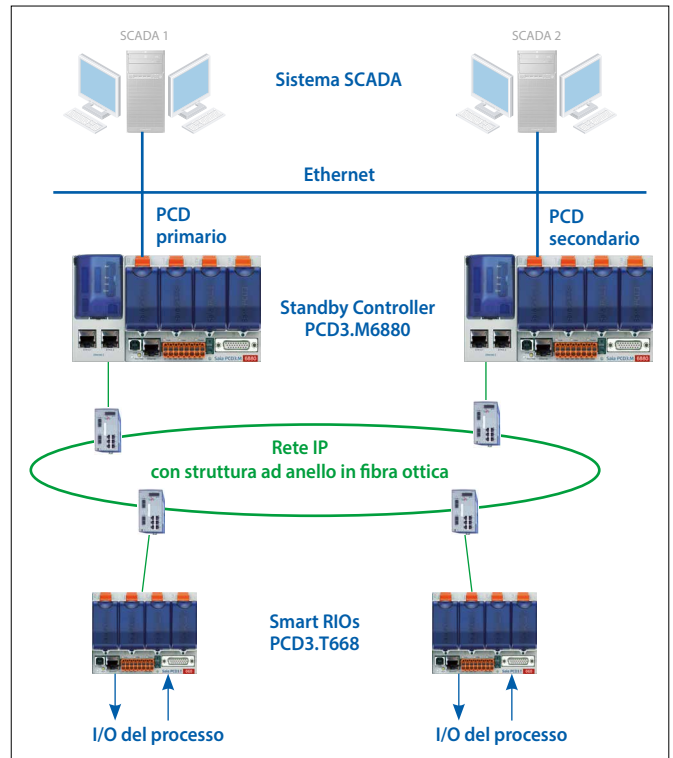 SCADA 1
SCADA 2
Sistema SCADA
Ethernet
PCD
primario
PCD
secondario
Standby Controller
PCD3.M6880
Rete IP
con struttura ad anello in fibra ottica
Smart RIOs
PCD3.T668
I/O del processo
I/O del processo